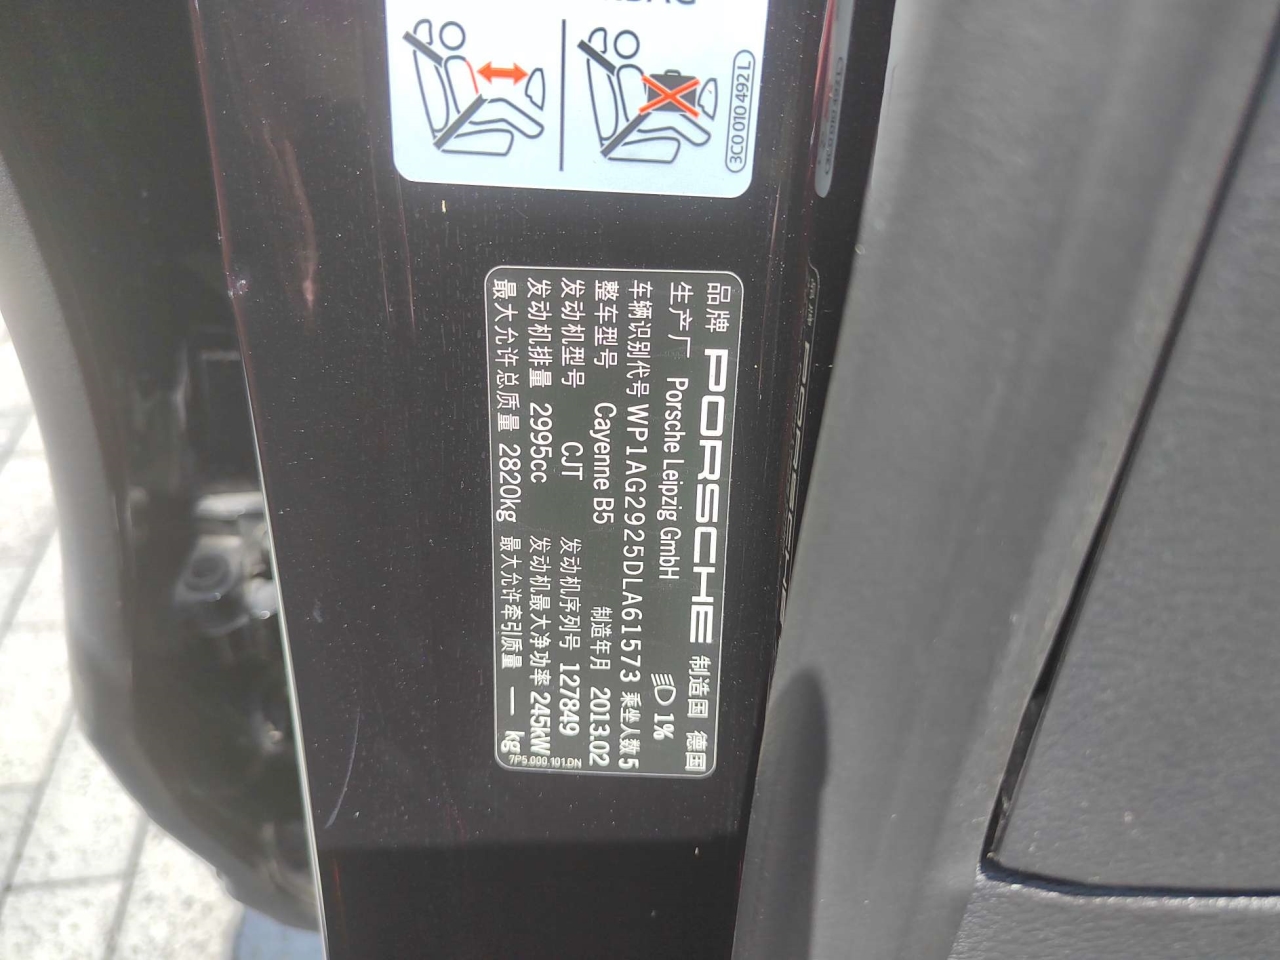 3C0 010 492 L
品牌 PORSCHE 制造国 德国
生产厂 Porsche Leipzig GmbH 1%
车辆识别代号 WP1AG2925DLA61573 乘坐人数 5
整车型号 Cayenne B5 制造年月 2013.02
发动机型号 CJT 发动机序列号 127849
发动机排量 2995cc 发动机最大净功率 245kW
最大允许总质量 2820kg 最大允许牵引质量 — kg
7P5.000.101.DN